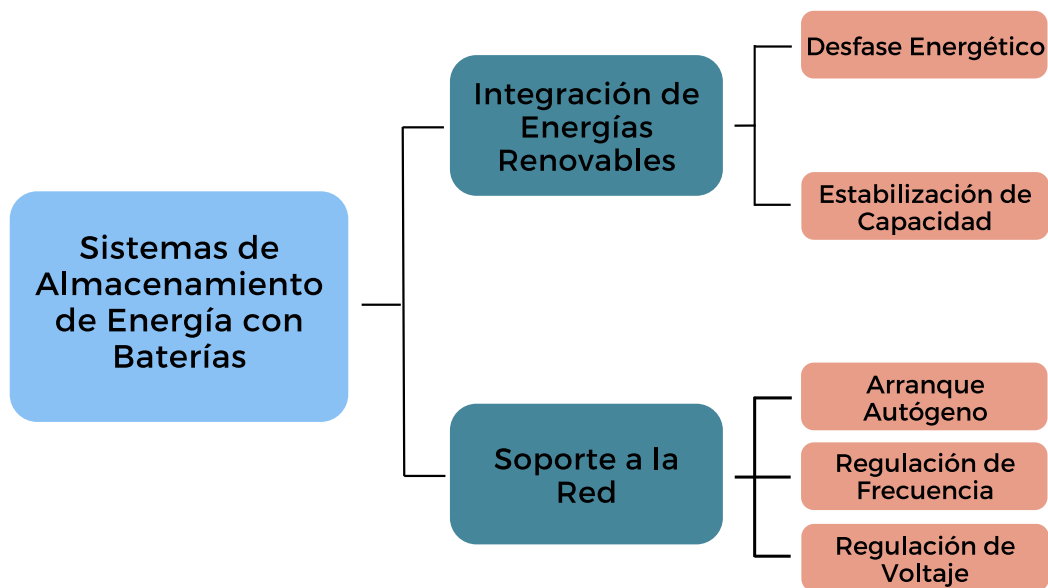 Sistemas de
Almacenamiento
de Energía con
Baterías
Integración de
Energías
Renovables
Desfase Energético
Estabilización de
Capacidad
Soporte a la
Red
Arranque
Autógeno
Regulación de
Frecuencia
Regulación de
Voltaje